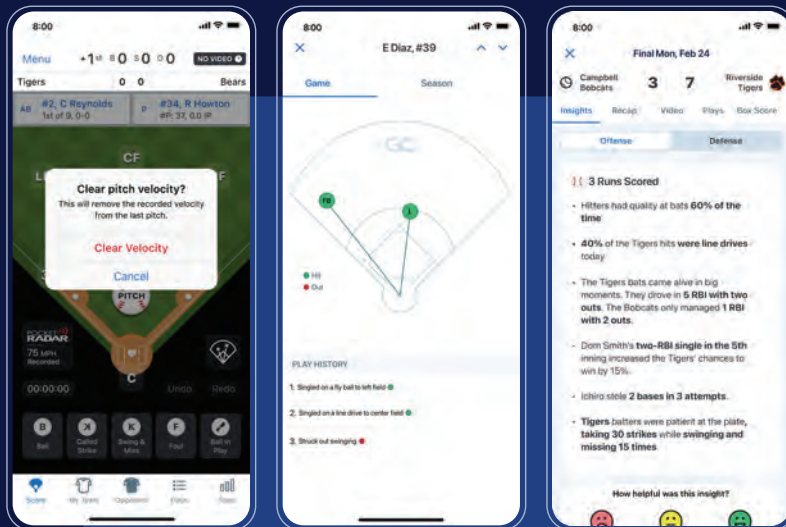 8:00
Menu
1st B 0 S 0 O 0
NO VIDEO
Tigers 0 0 Bears
AB #2, C Reynolds
1st of 9, 0-0
P #34, R Howton
#P: 37, 0.0 IP
CF
Clear pitch velocity?
This will remove the recorded velocity
from the last pitch.
Clear Velocity
Cancel
PITCH
POCKET
RADAR
75 MPH
Recorded
C
00:00:00
Undo
Redo
B
Ball
K
Called
Strike
K
Swing &
Miss
F
Foul
Ball in
Play
Score
My Team
Opponent
Plays
Stats
8:00
E Diaz, #39
Game
Season
GC
FB
L
Hit
Out
PLAY HISTORY
1. Singled on a fly ball to left field
2. Singled on a line drive to center field
3. Struck out swinging
8:00
Final Mon, Feb 24
Campbell
Bobcats
3 7
Riverside
Tigers
Insights Recap Video Plays Box Score
Offense Defense
3 Runs Scored
• Hitters had quality at bats 60% of the
time
• 40% of the Tigers hits were line drives
today
• The Tigers bats came alive in big
moments. They drove in 5 RBI with two
outs. The Bobcats only managed 1 RBI
with 2 outs.
• Dom Smith's two-RBI single in the 5th
inning increased the Tigers' chances to
win by 15%.
• Ichiro stole 2 bases in 3 attempts.
• Tigers batters were patient at the plate,
taking 30 strikes while swinging and
missing 15 times.
How helpful was this insight?